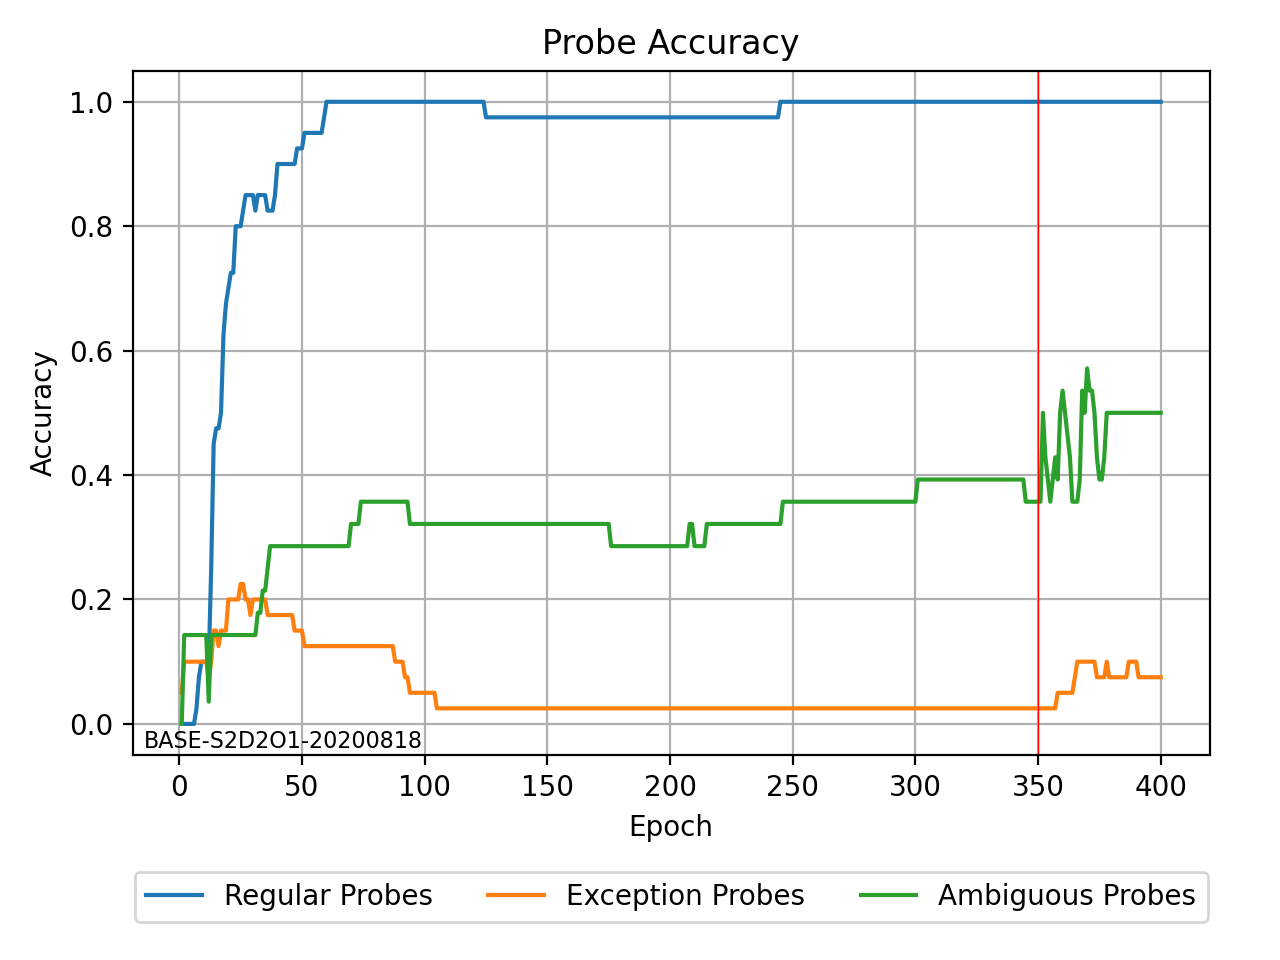 Probe Accuracy
1.0
0.8
0.6
0.4
0.2
0.0
Accuracy
BASE-S2D2O1-20200818
0 50 100 150 200 250 300 350 400
Epoch
Regular Probes Exception Probes Ambiguous Probes